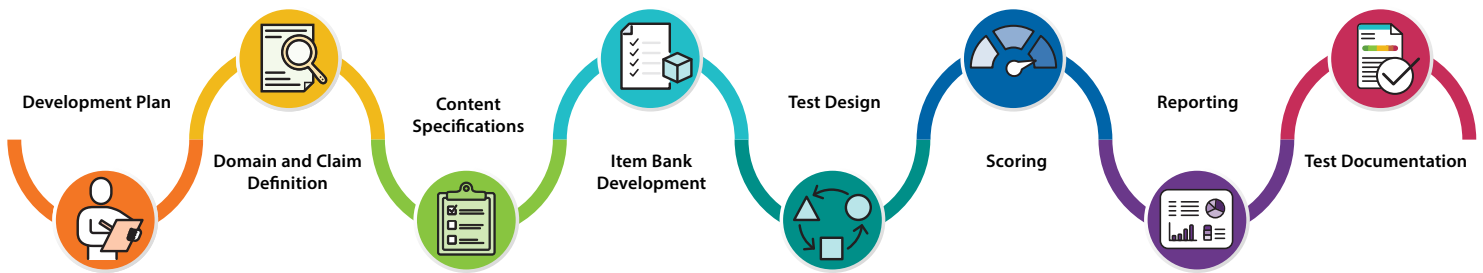 Development Plan
Domain and Claim
Definition
Content
Specifications
Item Bank
Development
Test Design
Scoring
Reporting
Test Documentation